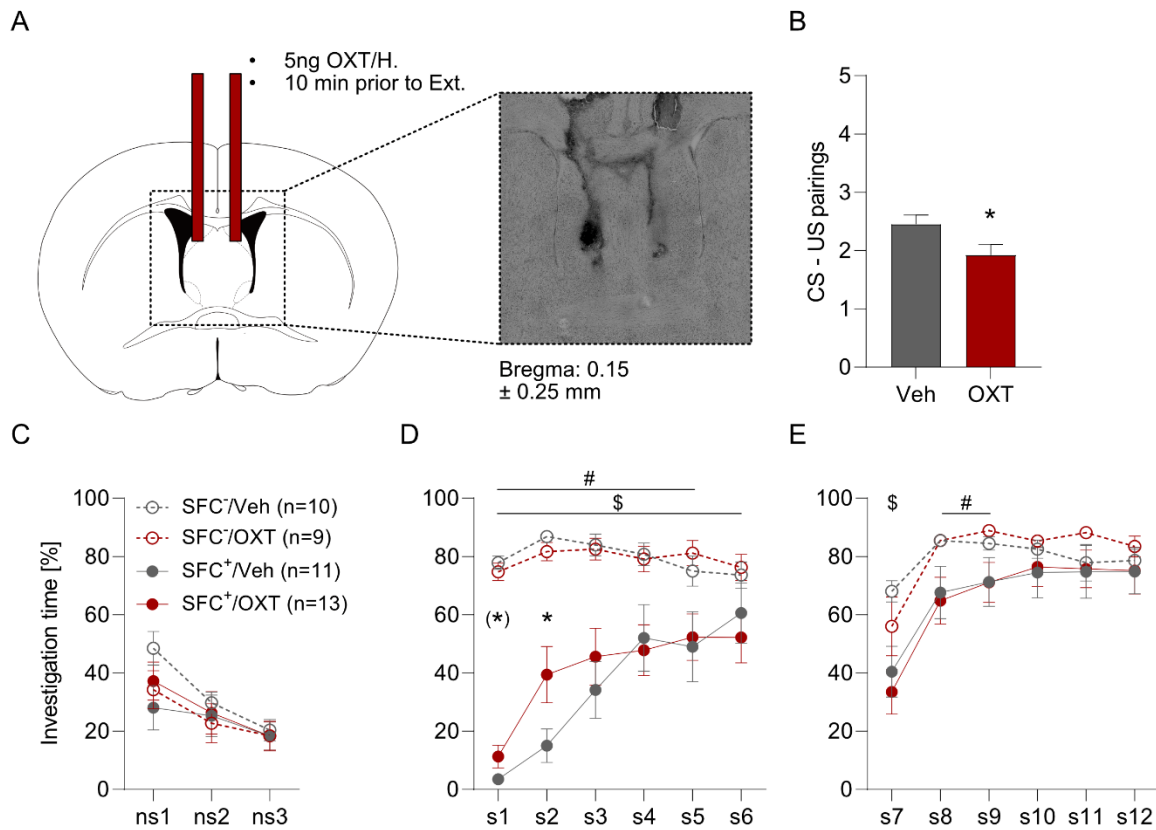 A
• 5ng OXT/H.
• 10 min prior to Ext.
Bregma: 0.15
± 0.25 mm
B
CS - US pairings
5
4
3
2
1
0
*
Veh OXT
C
Investigation time [%]
100
80
60
40
20
0
SFC⁻/Veh (n=10)
SFC⁻/OXT (n=9)
SFC⁺/Veh (n=11)
SFC⁺/OXT (n=13)
ns1 ns2 ns3
D
100
80
60
40
20
0
#
$
(*) *
s1 s2 s3 s4 s5 s6
E
100
80
60
40
20
0
$ #
s7 s8 s9 s10 s11 s12